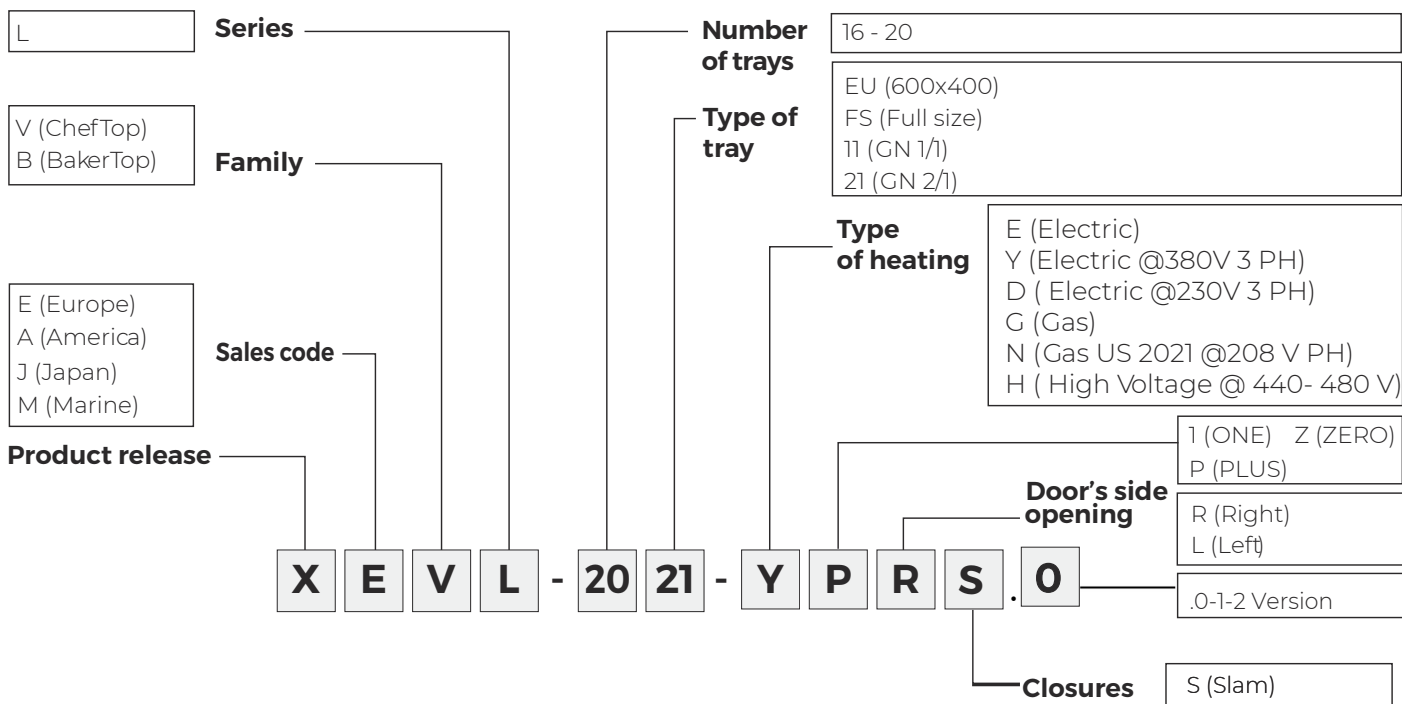 L
Series
V (ChefTop)
B (BakerTop)
Family
E (Europe)
A (America)
J (Japan)
M (Marine)
Sales code
Product release
Number
of trays
16 - 20
Type of
tray
EU (600x400)
FS (Full size)
11 (GN 1/1)
21 (GN 2/1)
Type
of heating
E (Electric)
Y (Electric @380V 3 PH)
D ( Electric @230V 3 PH)
G (Gas)
N (Gas US 2021 @208 V PH)
H ( High Voltage @ 440- 480 V)
1 (ONE) Z (ZERO)
P (PLUS)
Door's side
opening
R (Right)
L (Left)
X E V L - 20 21 - Y P R S . 0
.0-1-2 Version
Closures
S (Slam)